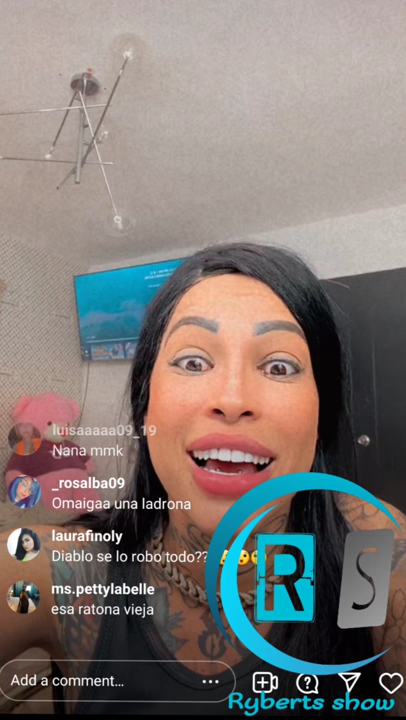 luisaaaaa09_19
Nana mmk
_rosalba09
Omaigaa una ladrona
laurafinoly
Diablo se lo robo todo??
ms.pettylabelle
esa ratona vieja
Add a comment...
R S
Ryberts show